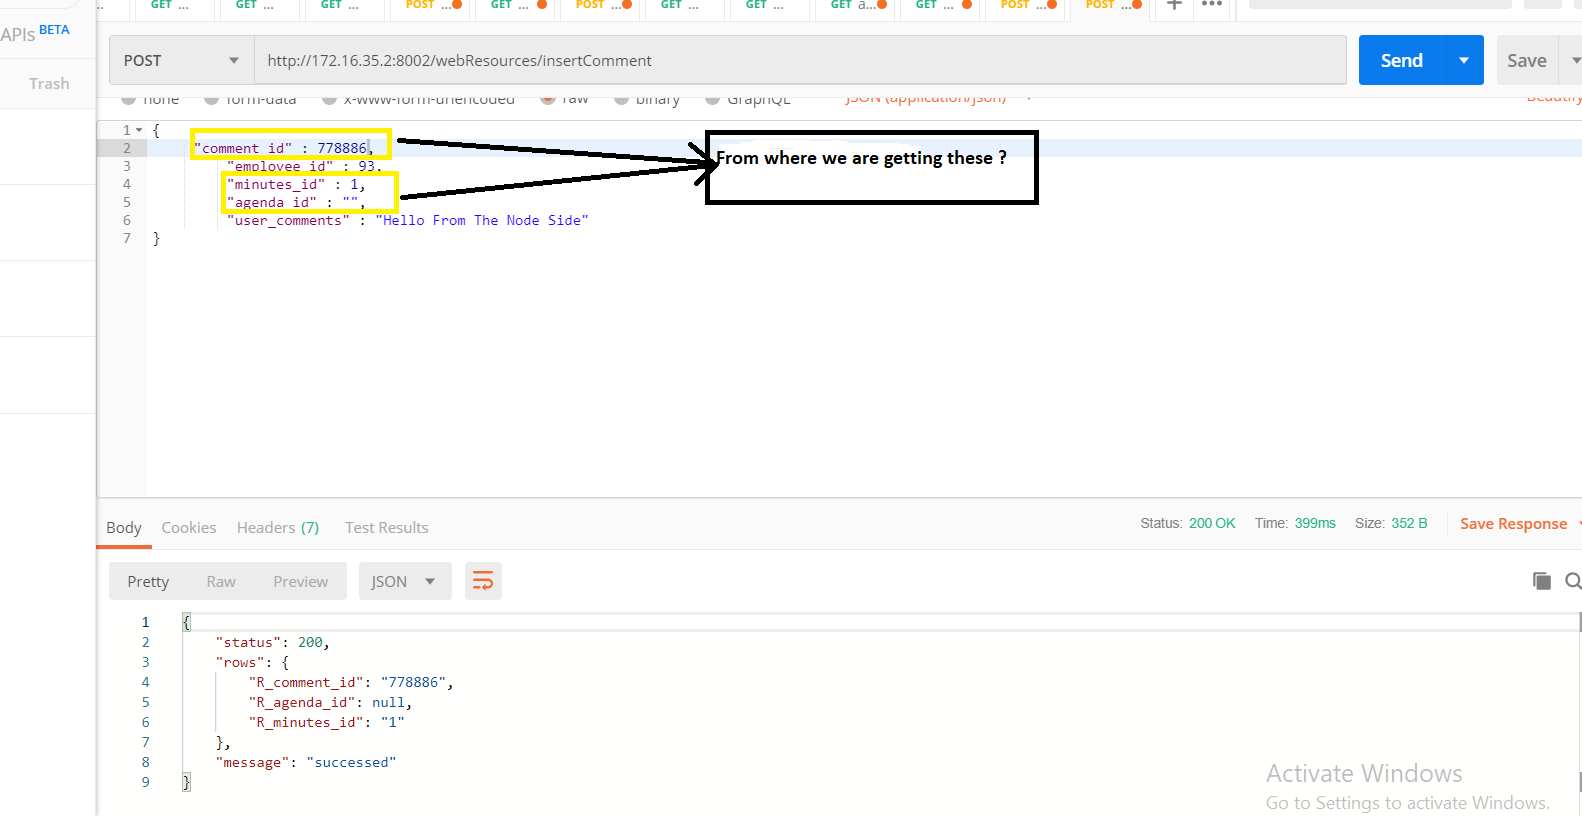 ... GET ... GET ... GET ... POST ... GET ... POST ... GET ... GET ... GET a... GET ... POST ... POST ... + •••
APIs BETA
POST http://172.16.35.2:8002/webResources/insertComment Send Save
Trash
none form-data x-www-form-urlencoded raw binary GraphQL JSON (application/json) Beautify
1 {
2 "comment_id" : 778886,
3 "employee_id" : 93,
4 "minutes_id" : 1,
5 "agenda_id" : "",
6 "user_comments" : "Hello From The Node Side"
7 }
From where we are getting these ?
Body Cookies Headers (7) Test Results Status: 200 OK Time: 399ms Size: 352 B Save Response
Pretty Raw Preview JSON
1 {
2 "status": 200,
3 "rows": {
4 "R_comment_id": "778886",
5 "R_agenda_id": null,
6 "R_minutes_id": "1"
7 },
8 "message": "successed"
9 }
Activate Windows
Go to Settings to activate Windows.